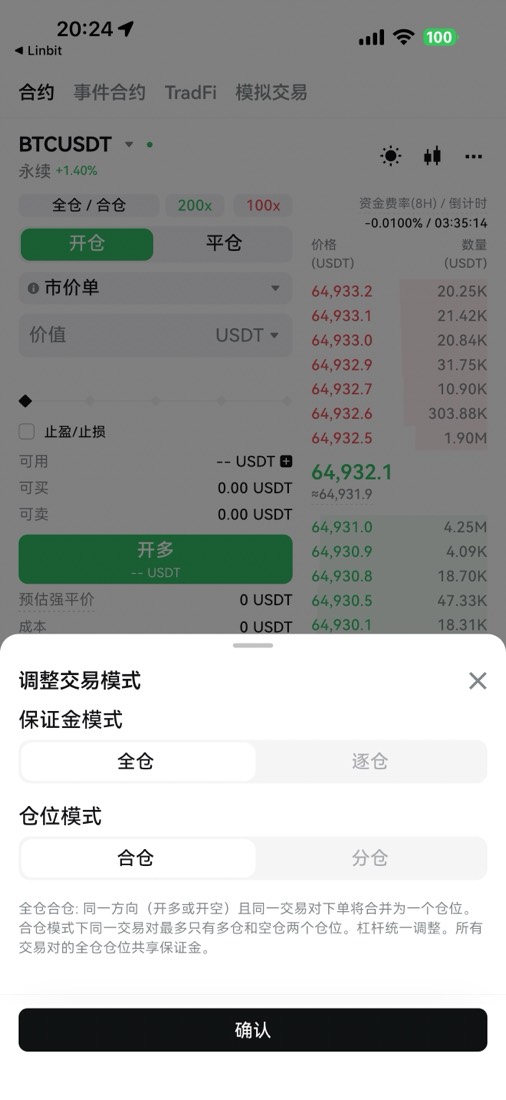 20:24
100
Linbit
合约 事件合约 TradFi 模拟交易
BTCUSDT
永续 +1.40%
全仓 / 合仓 200x 100x
资金费率(8H) / 倒计时
-0.0100% / 03:35:14
开仓 平仓
价格 数量
(USDT) (USDT)
市价单
价值 USDT
64,933.2 20.25K
64,933.1 21.42K
64,933.0 20.84K
64,932.9 31.75K
64,932.7 10.90K
64,932.6 303.88K
64,932.5 1.90M
止盈/止损
可用 -- USDT
可买 0.00 USDT
可卖 0.00 USDT
64,932.1
≈64,931.9
开多
-- USDT
64,931.0 4.25M
64,930.9 4.09K
64,930.8 18.70K
64,930.5 47.33K
64,930.1 18.31K
预估强平价 0 USDT
成本 0 USDT
调整交易模式
保证金模式
全仓 逐仓
仓位模式
合仓 分仓
全仓合仓: 同一方向（开多或开空）且同一交易对下单将合并为一个仓位。
合仓模式下同一交易对最多只有多仓和空仓两个仓位。杠杆统一调整。所有
交易对的全仓仓位共享保证金。
确认